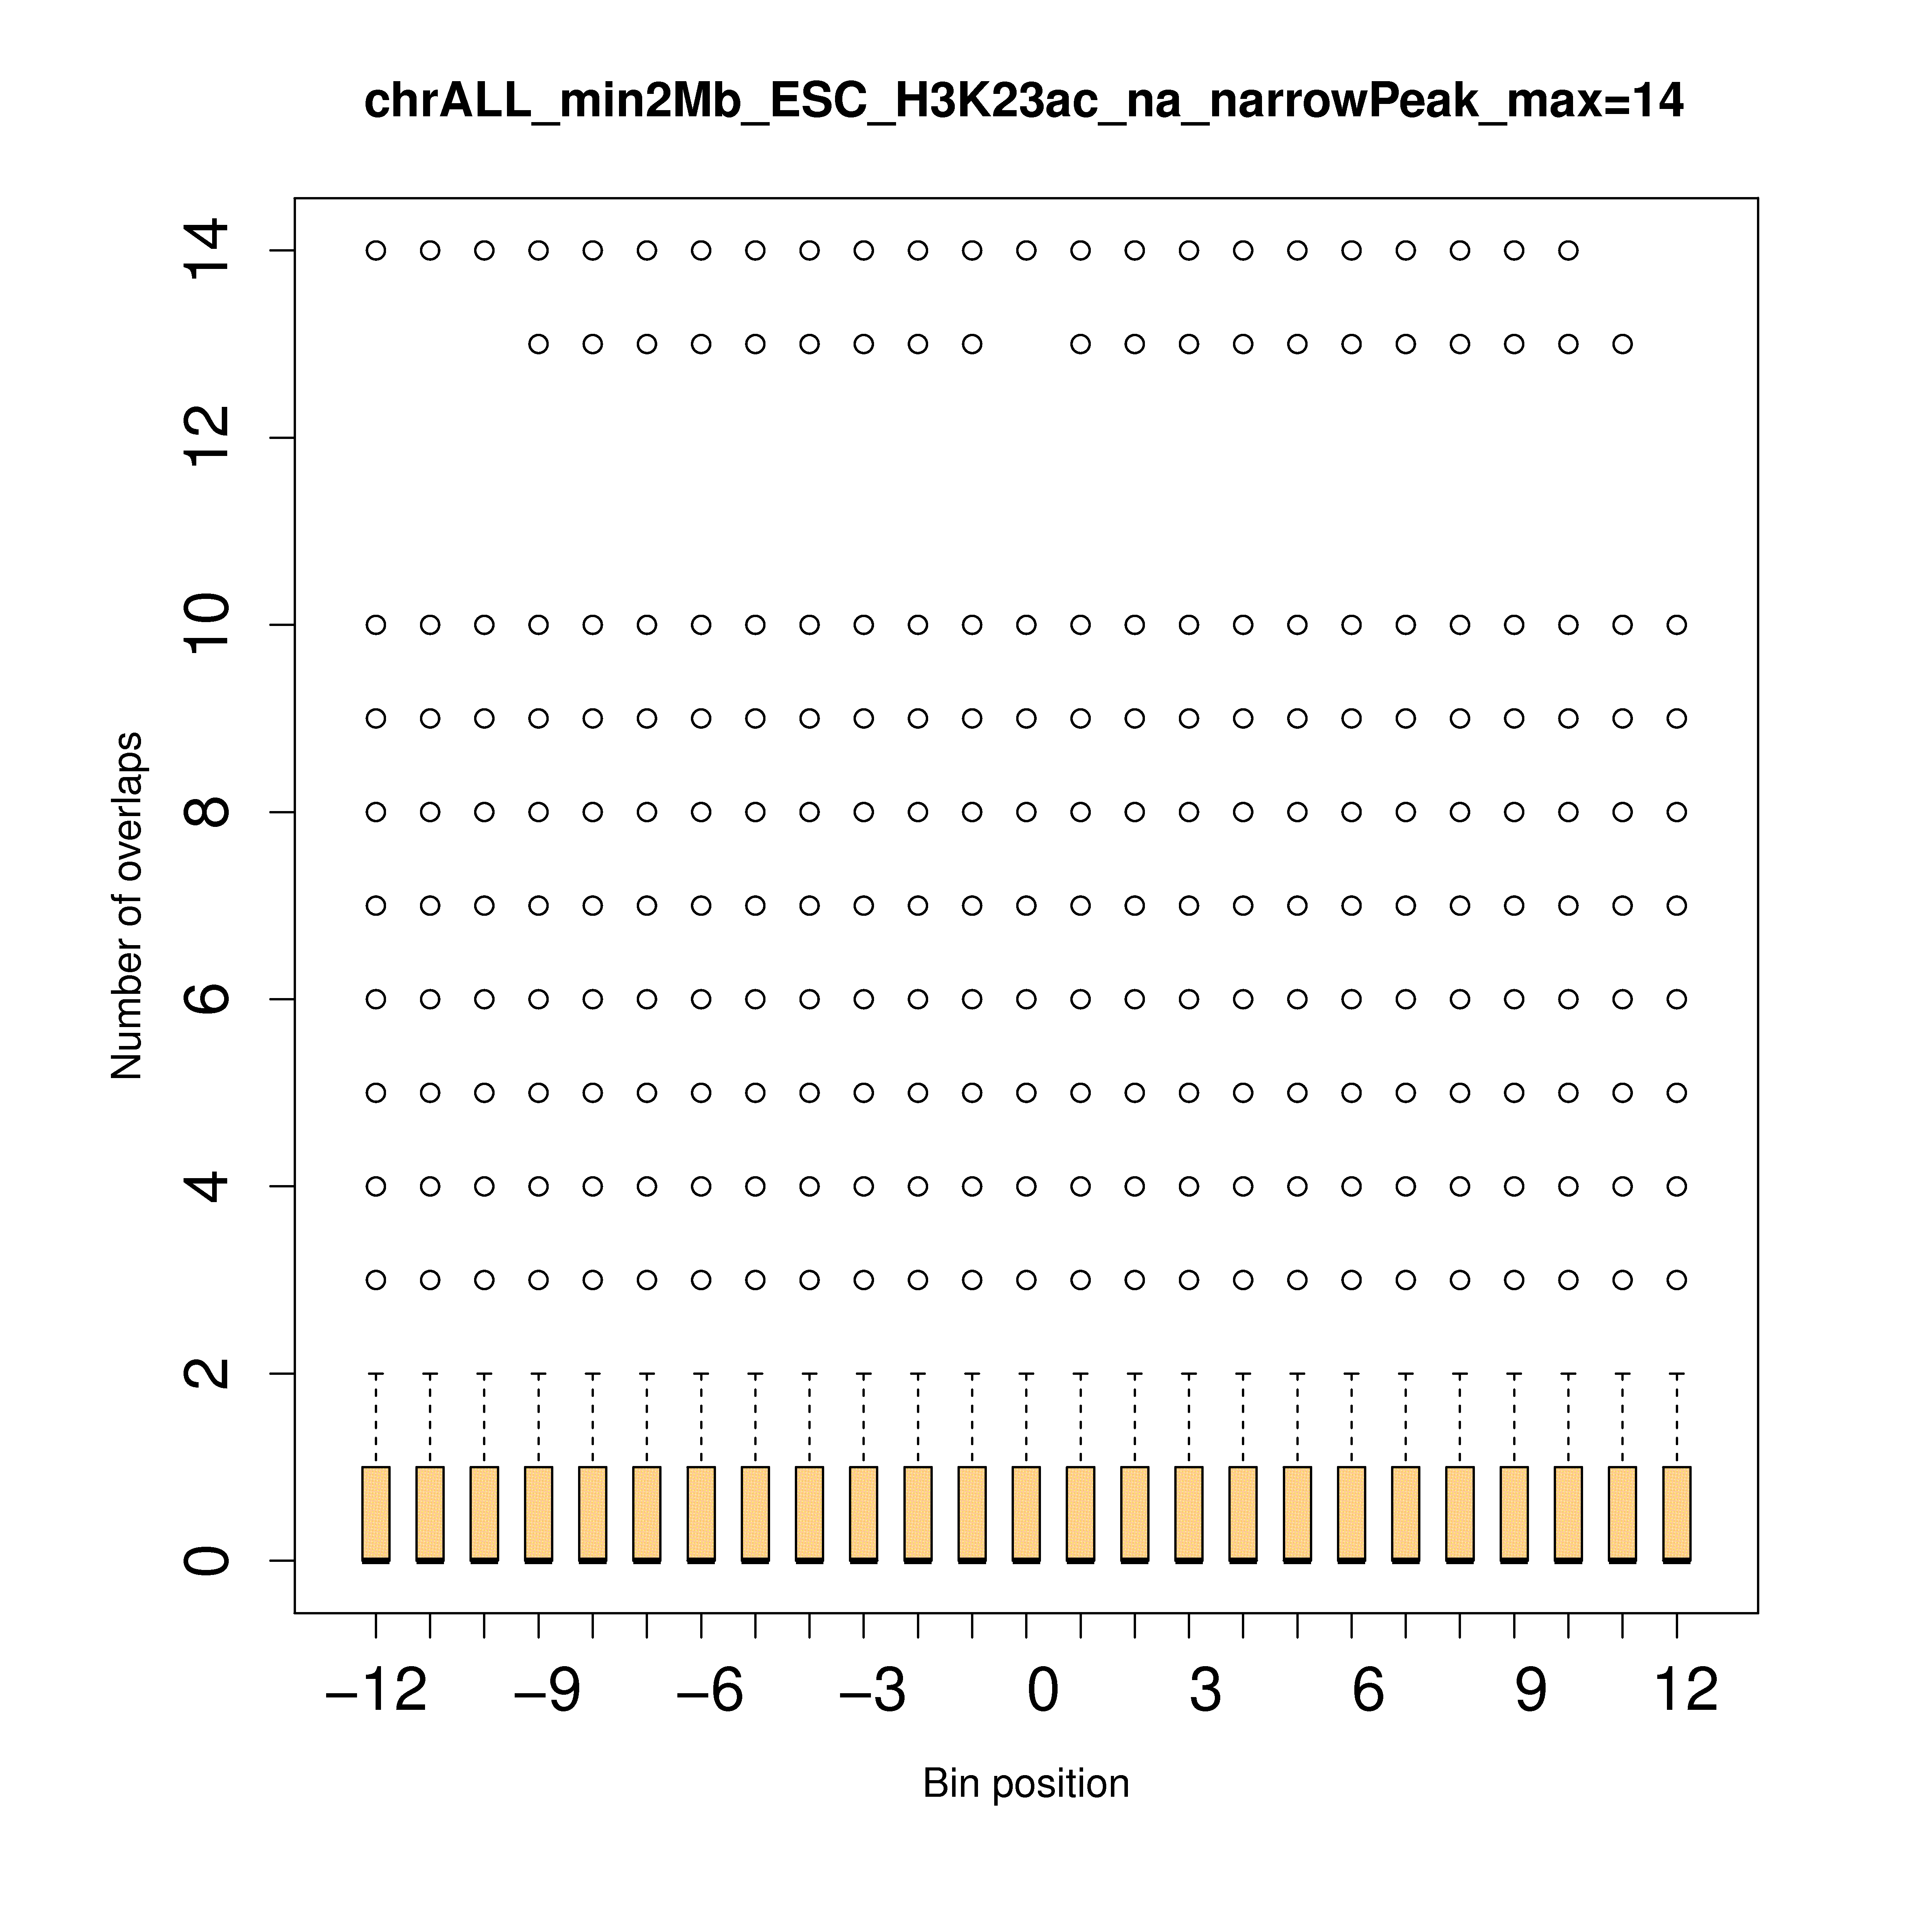 chrALL_min2Mb_ESC_H3K23ac_na_narrowPeak_max=14
14
12
10
8
6
4
2
0
Number of overlaps
−12 −9 −6 −3 0 3 6 9 12
Bin position